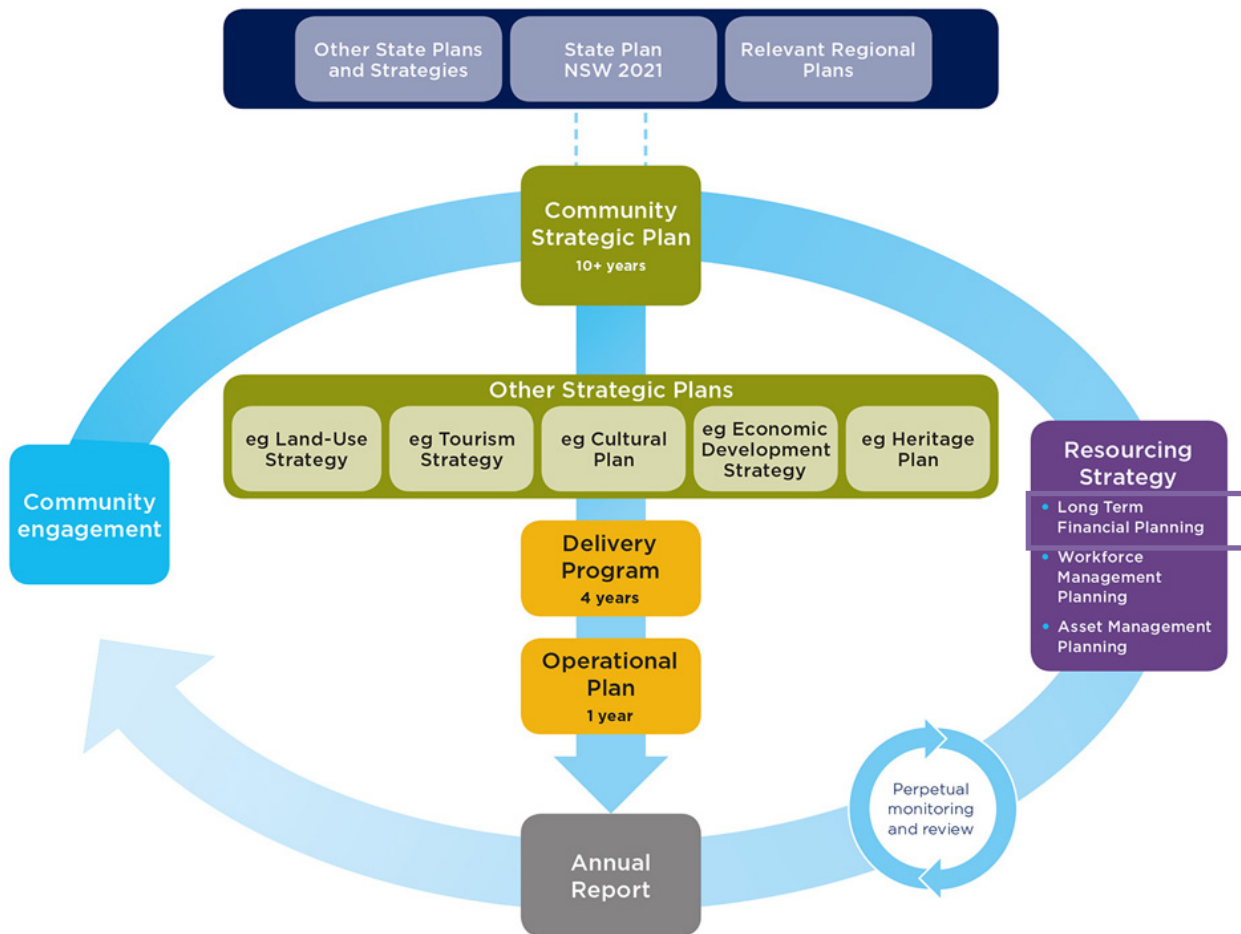 Other State Plans
and Strategies
State Plan
NSW 2021
Relevant Regional
Plans
Community
Strategic Plan
10+ years
Other Strategic Plans
eg Land-Use
Strategy
eg Tourism
Strategy
eg Cultural
Plan
eg Economic
Development
Strategy
eg Heritage
Plan
Community
engagement
Resourcing
Strategy
• Long Term
Financial Planning
• Workforce
Management
Planning
• Asset Management
Planning
Delivery
Program
4 years
Operational
Plan
1 year
Perpetual
monitoring
and review
Annual
Report